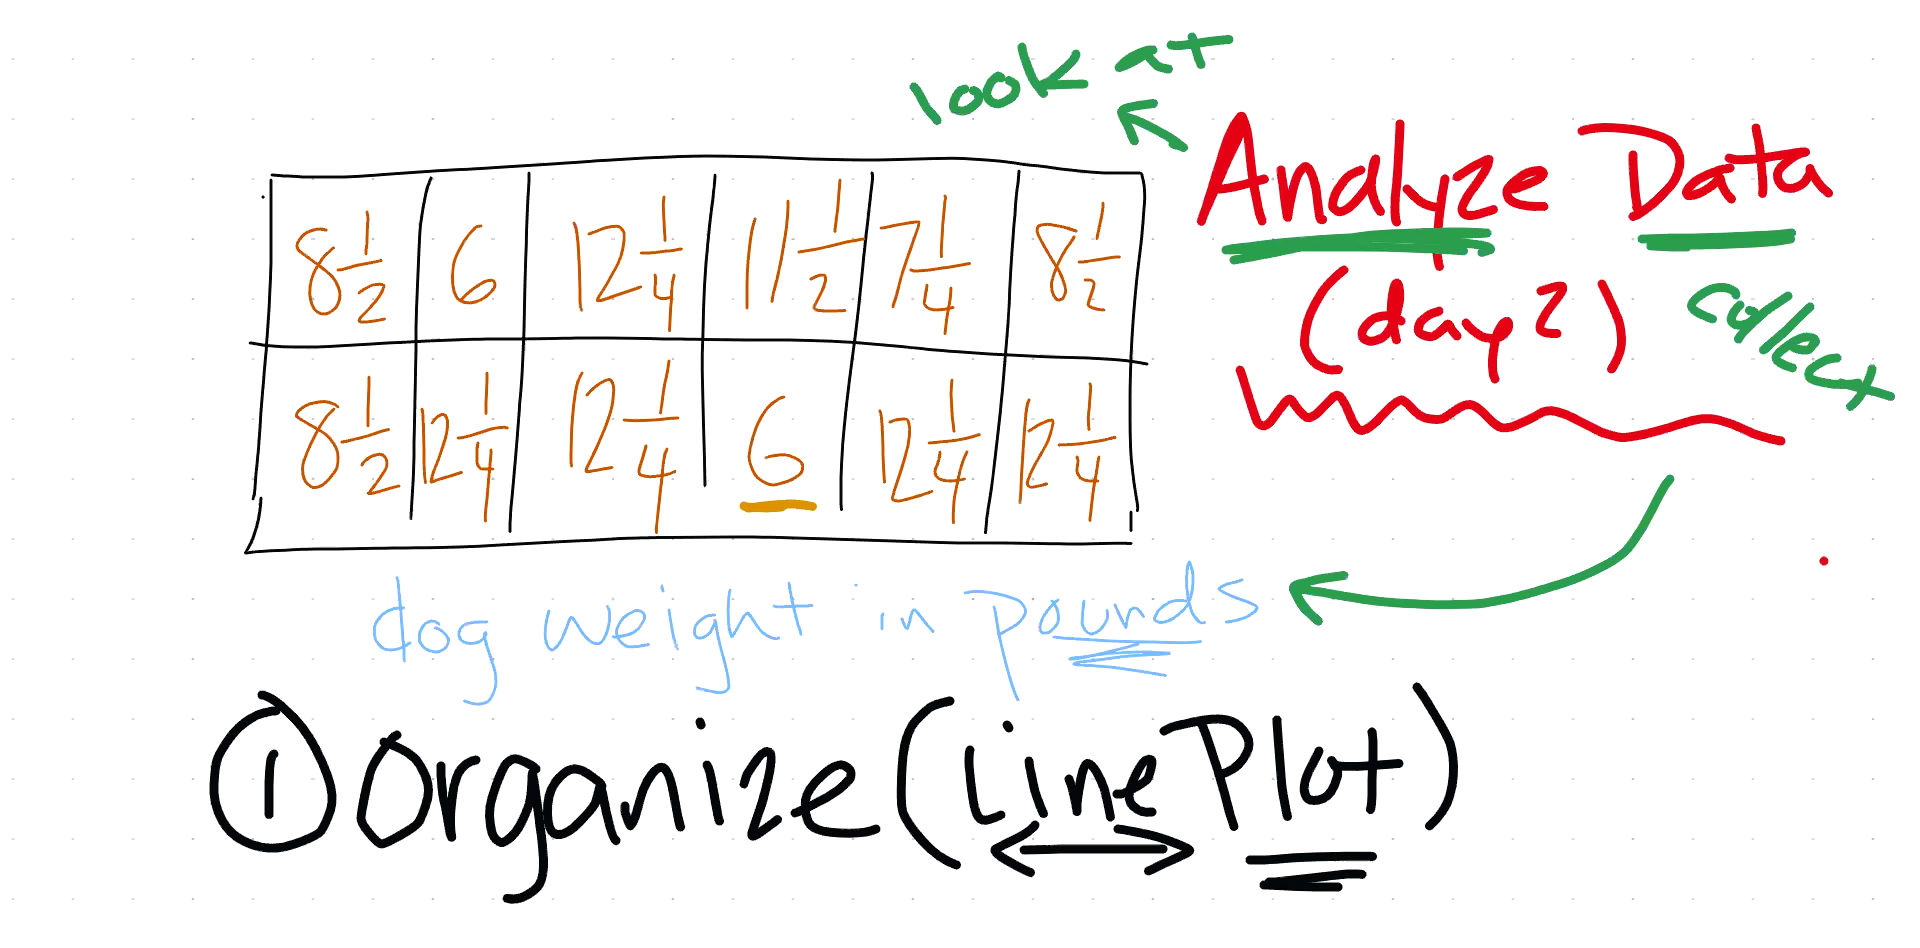 look at
Analyze Data
(day 2)
collect
8 1/2 6 12 1/4 11 1/2 7 1/4 8 1/2
8 1/2 12 1/4 12 1/4 6 12 1/4 12 1/4
dog weight in pounds
① Organize (Line Plot)